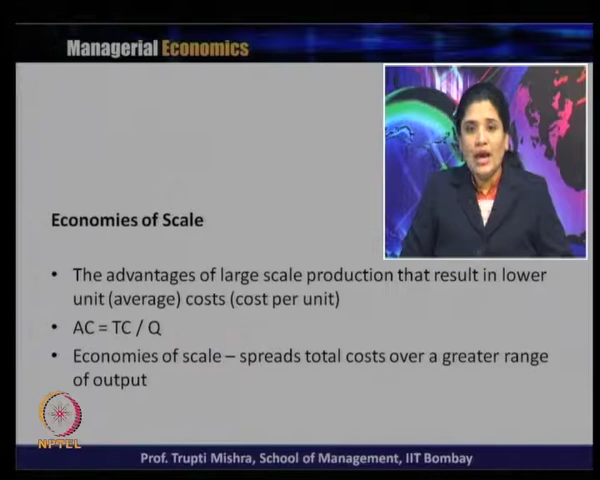 Managerial Economics
Economies of Scale
• The advantages of large scale production that result in lower
unit (average) costs (cost per unit)
• AC = TC / Q
• Economies of scale – spreads total costs over a greater range
of output
NPTEL
Prof. Trupti Mishra, School of Management, IIT Bombay